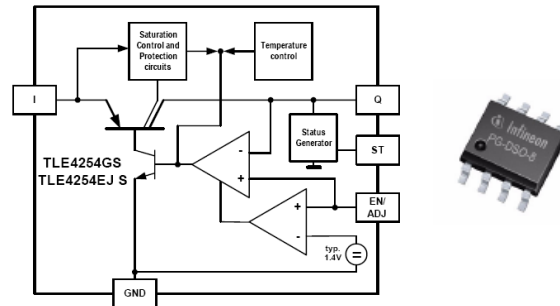 Saturation
Control and
Protection
circuits
Temperature
control
I
Q
Status
Generator
ST
TLE4254GS
TLE4254EJ S
-
+
+
-
EN/
ADJ
typ.
1.4V
=
GND
Infineon
PG-DSO-8